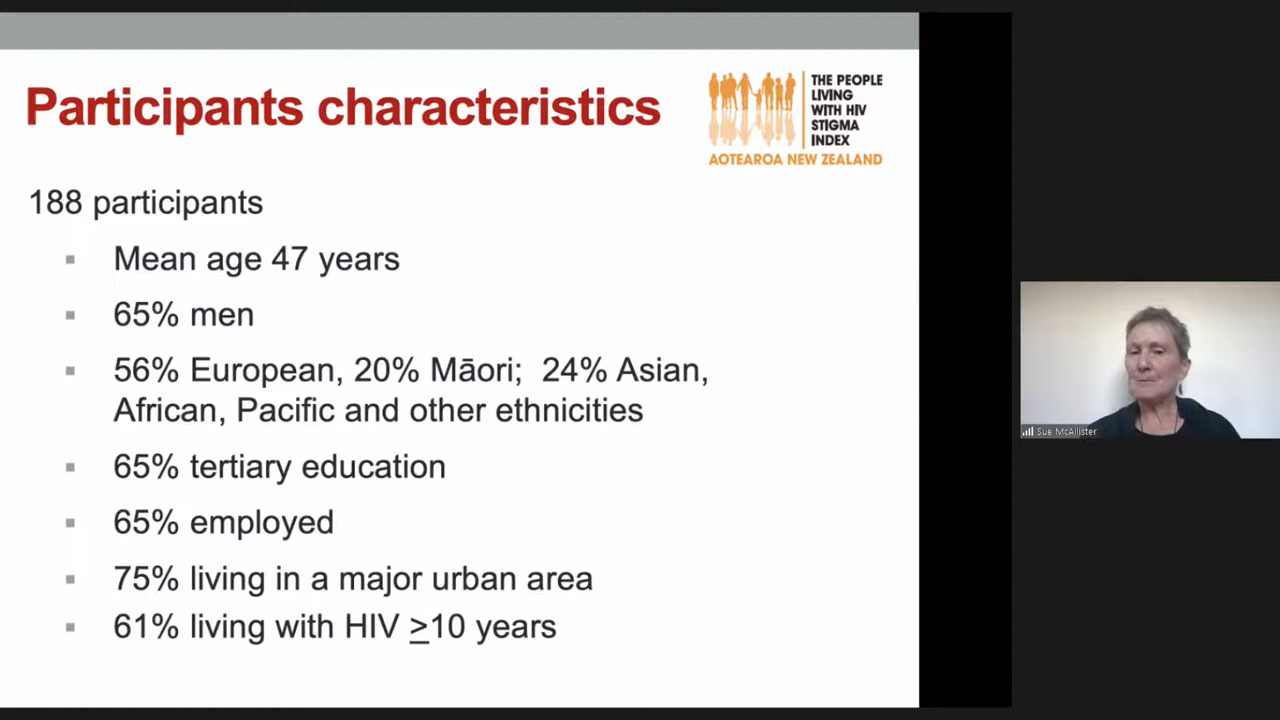 Participants characteristics
THE PEOPLE
LIVING
WITH HIV
STIGMA
INDEX
AOTEAROA NEW ZEALAND
188 participants
▪ Mean age 47 years
▪ 65% men
▪ 56% European, 20% Māori;  24% Asian,
African, Pacific and other ethnicities
▪ 65% tertiary education
▪ 65% employed
▪ 75% living in a major urban area
▪ 61% living with HIV ≥10 years
Sue McAllister